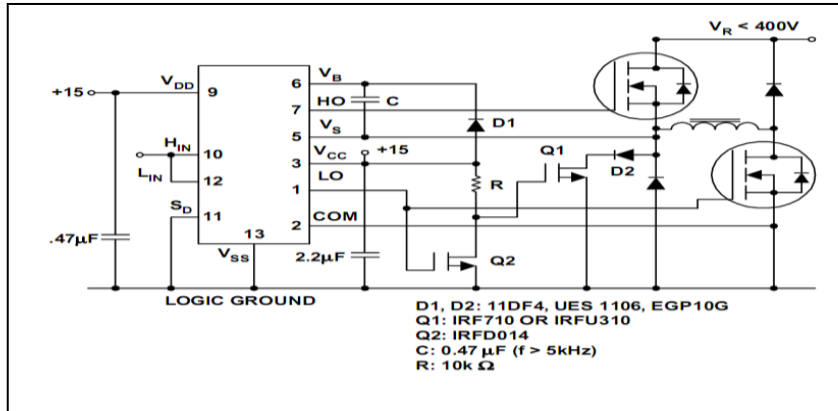 V_R < 400V
+15
V_DD
9
6
V_B
7
HO
C
5
V_S
D1
V_CC
+15
3
Q1
H_IN
10
LO
R
D2
L_IN
12
1
S_D
11
COM
2
13
V_SS
.47µF
2.2µF
Q2
LOGIC GROUND
D1, D2: 11DF4, UES 1106, EGP10G
Q1: IRF710 OR IRFU310
Q2: IRFD014
C: 0.47 µF (f > 5kHz)
R: 10k Ω